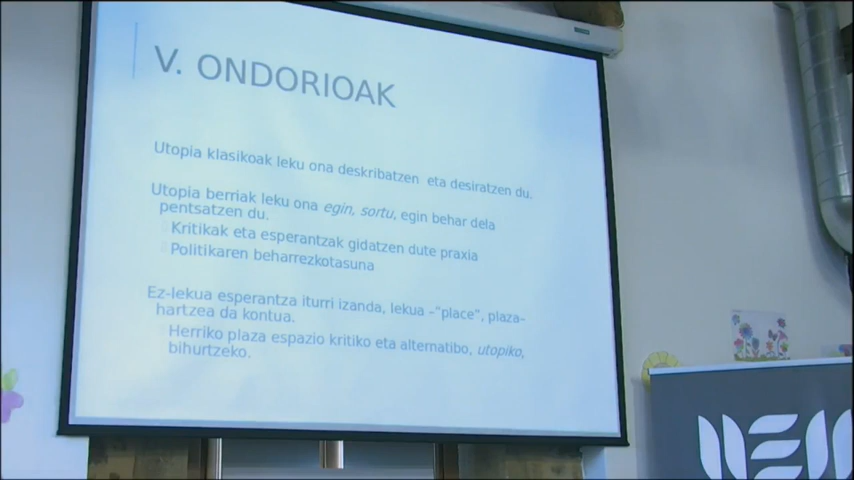 V. ONDORIOAK
Utopia klasikoak leku ona deskribatzen eta desiratzen du.
Utopia berriak leku ona egin, sortu, egin behar dela
pentsatzen du.
Kritikak eta esperantzak gidatzen dute praxia
Politikaren beharrezkotasuna
Ez-lekua esperantza iturri izanda, lekua –"place", plaza–
hartzea da kontua.
Herriko plaza espazio kritiko eta alternatibo, utopiko,
bihurtzeko.